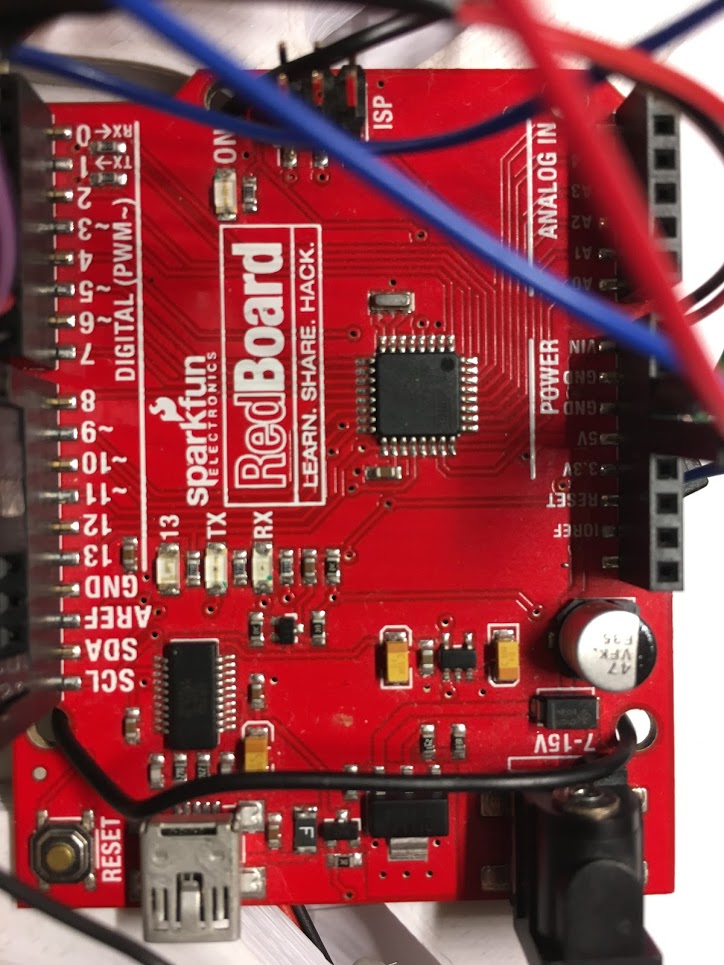 ISP
ON
ANALOG IN
A3
A2
A1
A0
POWER
VIN
GND
GND
5V
3.3V
RESET
IOREF
RX←0
TX→1
2
~3
4
~5
~6
7
8
~9
~10
~11
12
13
GND
AREF
SDA
SCL
DIGITAL (PWM~)
sparkfun
ELECTRONICS
RedBoard
LEARN. SHARE. HACK.
13
TX
RX
47
VFK
7-15V
RESET
F